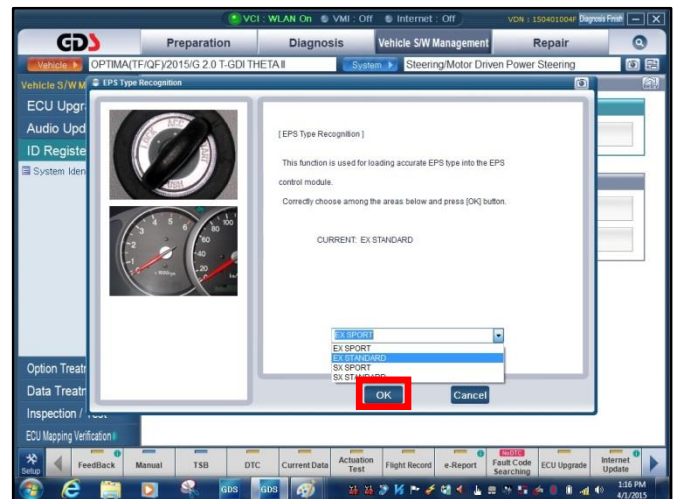 VCI : WLAN On VMI : Off Internet : Off VDN : 150401004F Diagnosis Finish
GDS Preparation Diagnosis Vehicle S/W Management Repair
Vehicle OPTIMA(TF/QF)/2015/G 2.0 T-GDI THETA II System Steering/Motor Driven Power Steering
Vehicle S/W M
EPS Type Recognition
ECU Upgr
Audio Upd
ID Registe
System Iden
[ EPS Type Recognition ]
This function is used for loading accurate EPS type into the EPS
control module.
Correctly choose among the areas below and press [OK] button.
CURRENT: EX STANDARD
EX SPORT
EX SPORT
EX STANDARD
SX SPORT
SX STANDARD
OK Cancel
Option Treatm
Data Treatm
Inspection / Test
ECU Mapping Verification
Setup FeedBack Manual TSB DTC Current Data Actuation Test Flight Record e-Report NoDTC Fault Code Searching ECU Upgrade Internet Update
GDS GDS 1:16 PM
4/1/2015